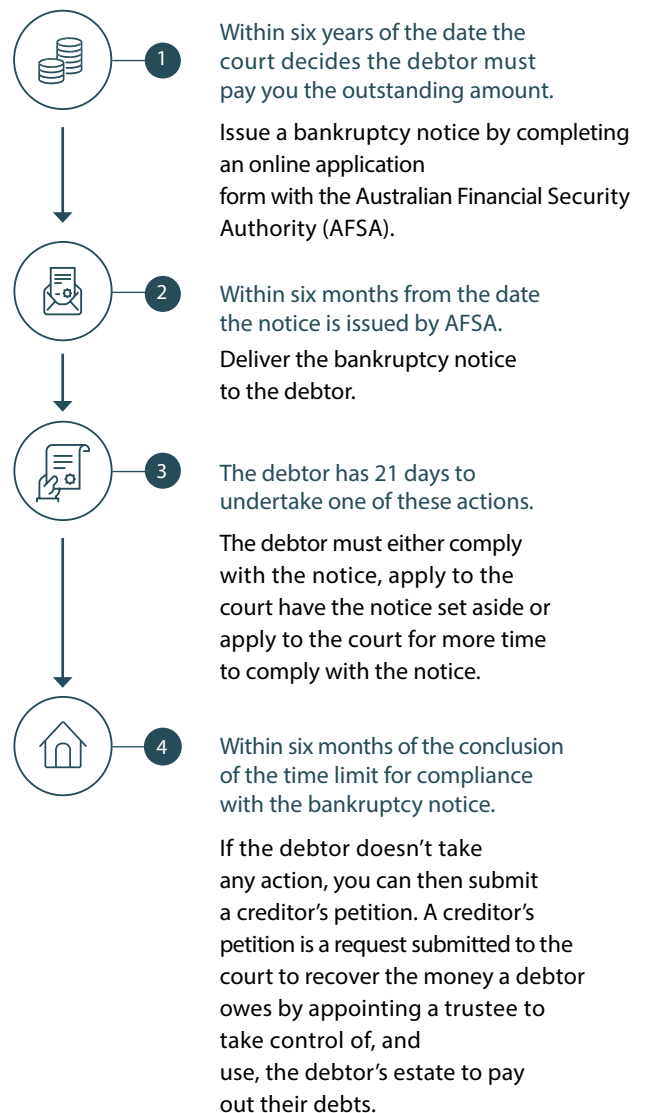 1
Within six years of the date the
court decides the debtor must
pay you the outstanding amount.
Issue a bankruptcy notice by completing
an online application
form with the Australian Financial Security
Authority (AFSA).
2
Within six months from the date
the notice is issued by AFSA.
Deliver the bankruptcy notice
to the debtor.
3
The debtor has 21 days to
undertake one of these actions.
The debtor must either comply
with the notice, apply to the
court have the notice set aside or
apply to the court for more time
to comply with the notice.
4
Within six months of the conclusion
of the time limit for compliance
with the bankruptcy notice.
If the debtor doesn’t take
any action, you can then submit
a creditor’s petition. A creditor’s
petition is a request submitted to the
court to recover the money a debtor
owes by appointing a trustee to
take control of, and
use, the debtor’s estate to pay
out their debts.